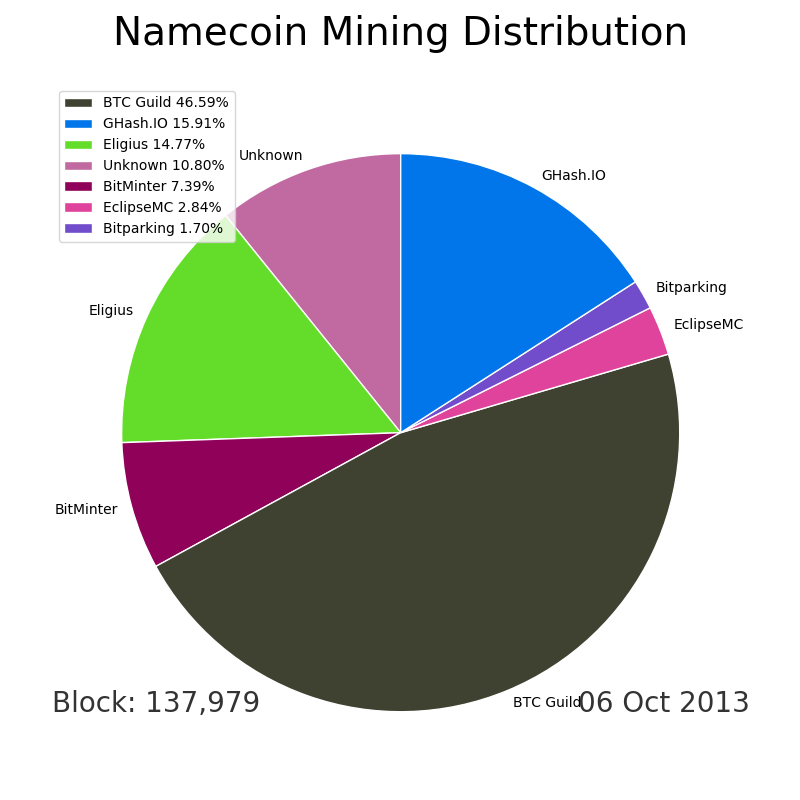 Namecoin Mining Distribution
BTC Guild 46.59%
GHash.IO 15.91%
Eligius 14.77%
Unknown 10.80%
BitMinter 7.39%
EclipseMC 2.84%
Bitparking 1.70%
Unknown
GHash.IO
Bitparking
Eligius
EclipseMC
BitMinter
BTC Guild
Block: 137,979
06 Oct 2013